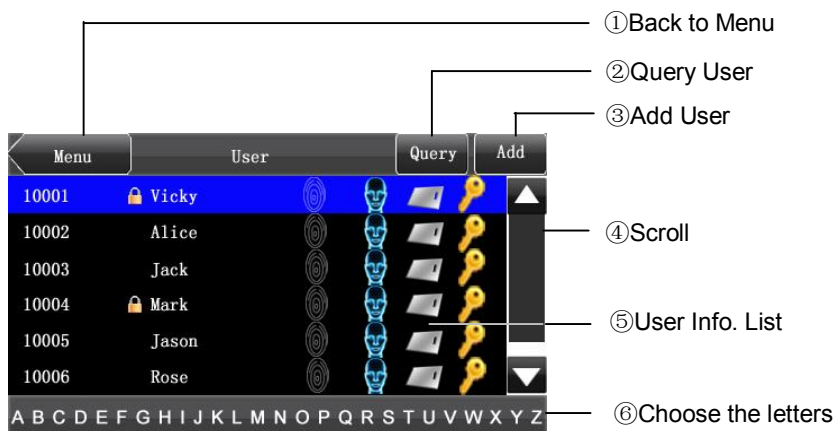 ①Back to Menu
②Query User
③Add User
Menu User Query Add
10001 Vicky
10002 Alice
④Scroll
10003 Jack
10004 Mark
⑤User Info. List
10005 Jason
10006 Rose
A B C D E F G H I J K L M N O P Q R S T U V W X Y Z
⑥Choose the letters